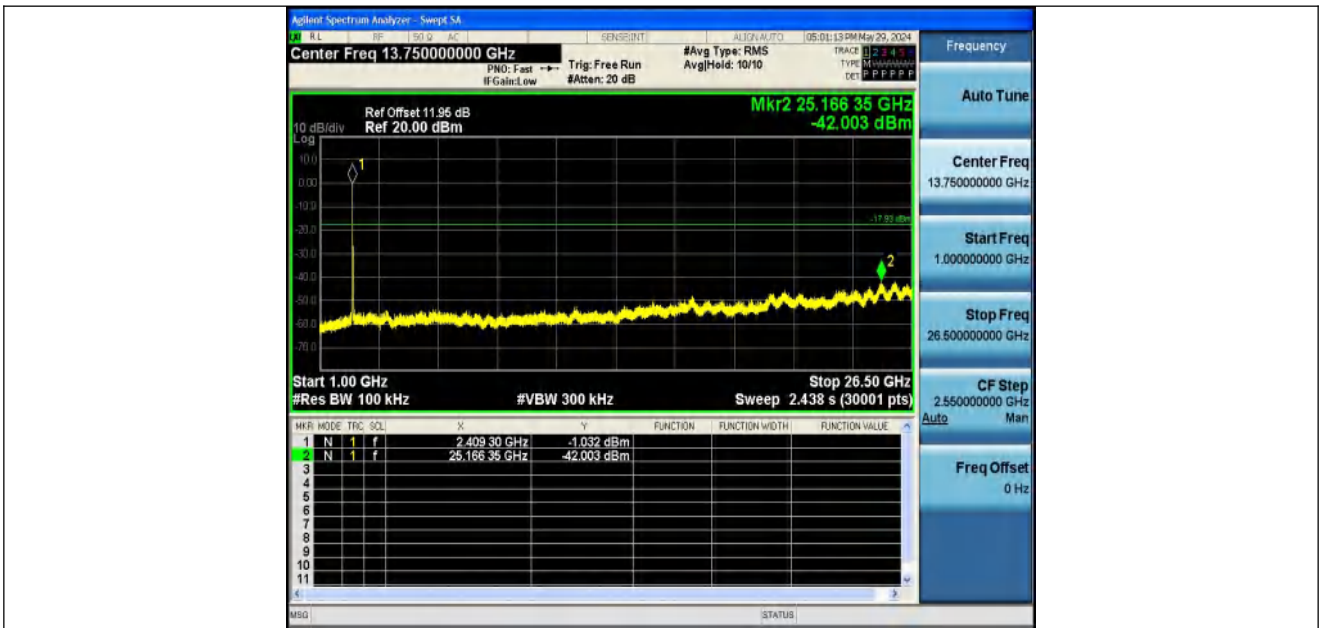 Agilent Spectrum Analyzer - Swept SA
RL RF 50 Ω AC SENSE:INT ALIGN AUTO 05:01:13 PM May 29, 2024
Center Freq 13.750000000 GHz
PNO: Fast
IFGain:Low
Trig: Free Run
#Atten: 20 dB
#Avg Type: RMS
Avg|Hold: 10/10
TRACE 1 2 3 4 5
TYPE M
DET P P P P P P
Mkr2 25.166 35 GHz
-42.003 dBm
Ref Offset 11.95 dB
10 dB/div Ref 20.00 dBm
Log
10.0
0.00
-10.0
-20.0
-30.0
-40.0
-50.0
-60.0
-70.0
1
-17.93 dBm
2
Start 1.00 GHz Stop 26.50 GHz
#Res BW 100 kHz #VBW 300 kHz Sweep 2.438 s (30001 pts)
MKR MODE TRC SCL X Y FUNCTION FUNCTION WIDTH FUNCTION VALUE
1 N 1 f 2.409 30 GHz -1.032 dBm
2 N 1 f 25.166 35 GHz -42.003 dBm
3
4
5
6
7
8
9
10
11
MSG STATUS
Frequency
Auto Tune
Center Freq
13.750000000 GHz
Start Freq
1.000000000 GHz
Stop Freq
26.500000000 GHz
CF Step
2.550000000 GHz
Auto Man
Freq Offset
0 Hz